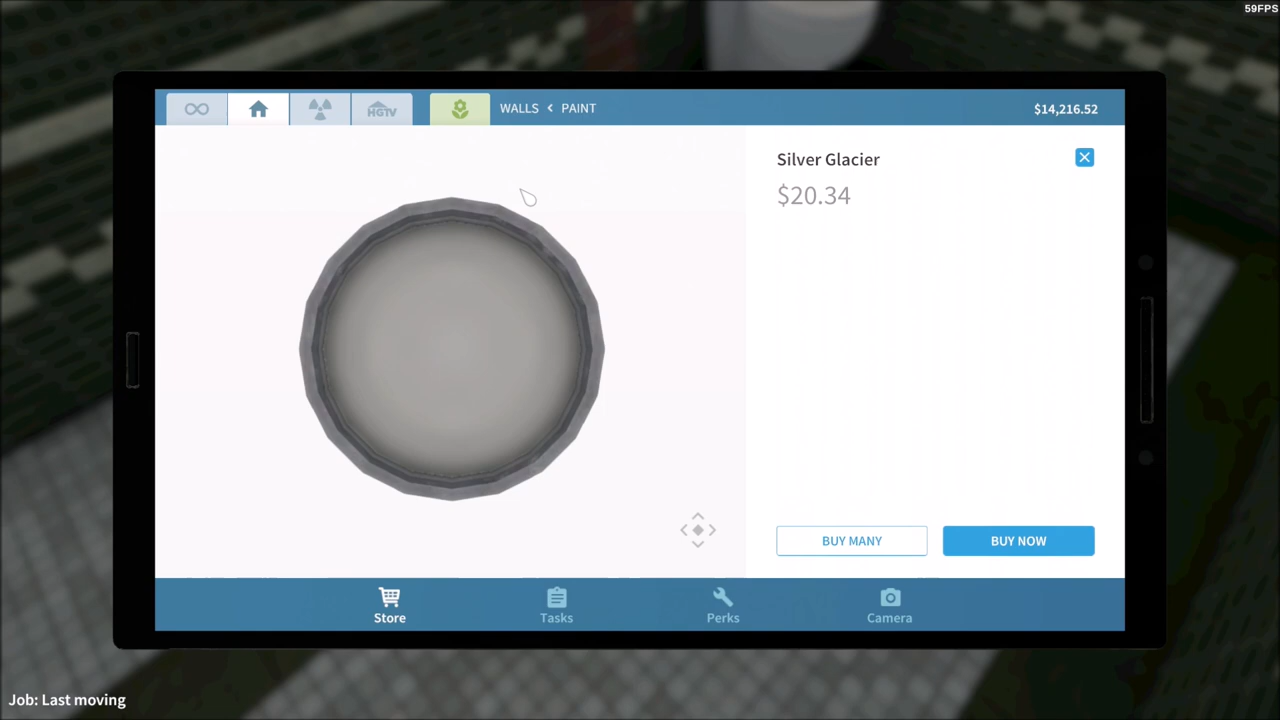 59FPS
HGTV
WALLS < PAINT
$14,216.52
Silver Glacier
$20.34
BUY MANY
BUY NOW
Store
Tasks
Perks
Camera
Job: Last moving